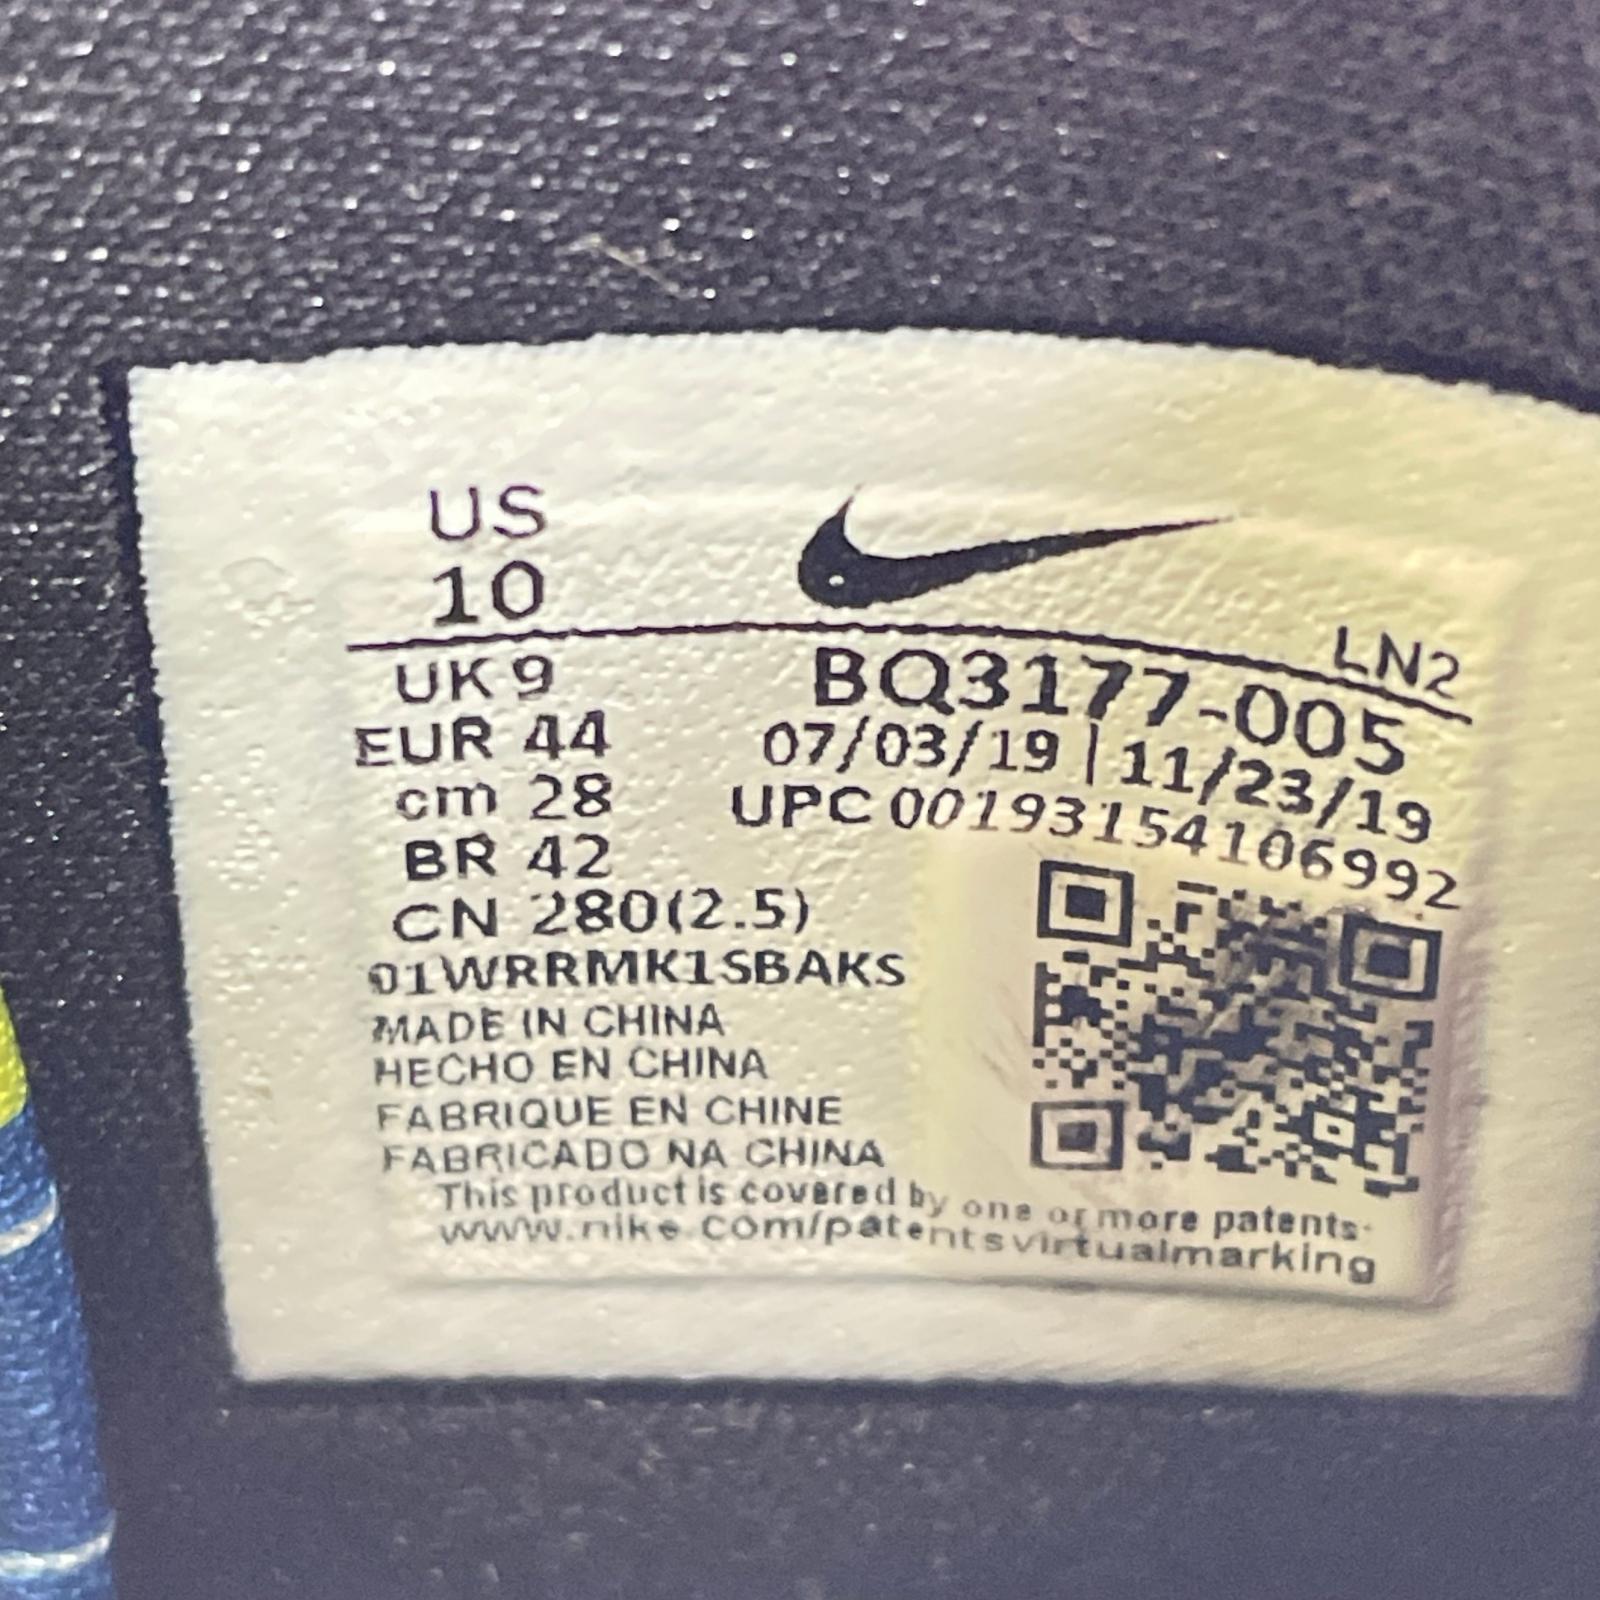 US
10
LN2
UK 9
EUR 44
cm 28
BR 42
CN 280(2.5)
BQ3177-005
07/03/19 | 11/23/19
UPC 00193154106992
01WRRMK1SBAKS
MADE IN CHINA
HECHO EN CHINA
FABRIQUE EN CHINE
FABRICADO NA CHINA
This product is covered by one or more patents.
www.nike.com/patentsvirtualmarking